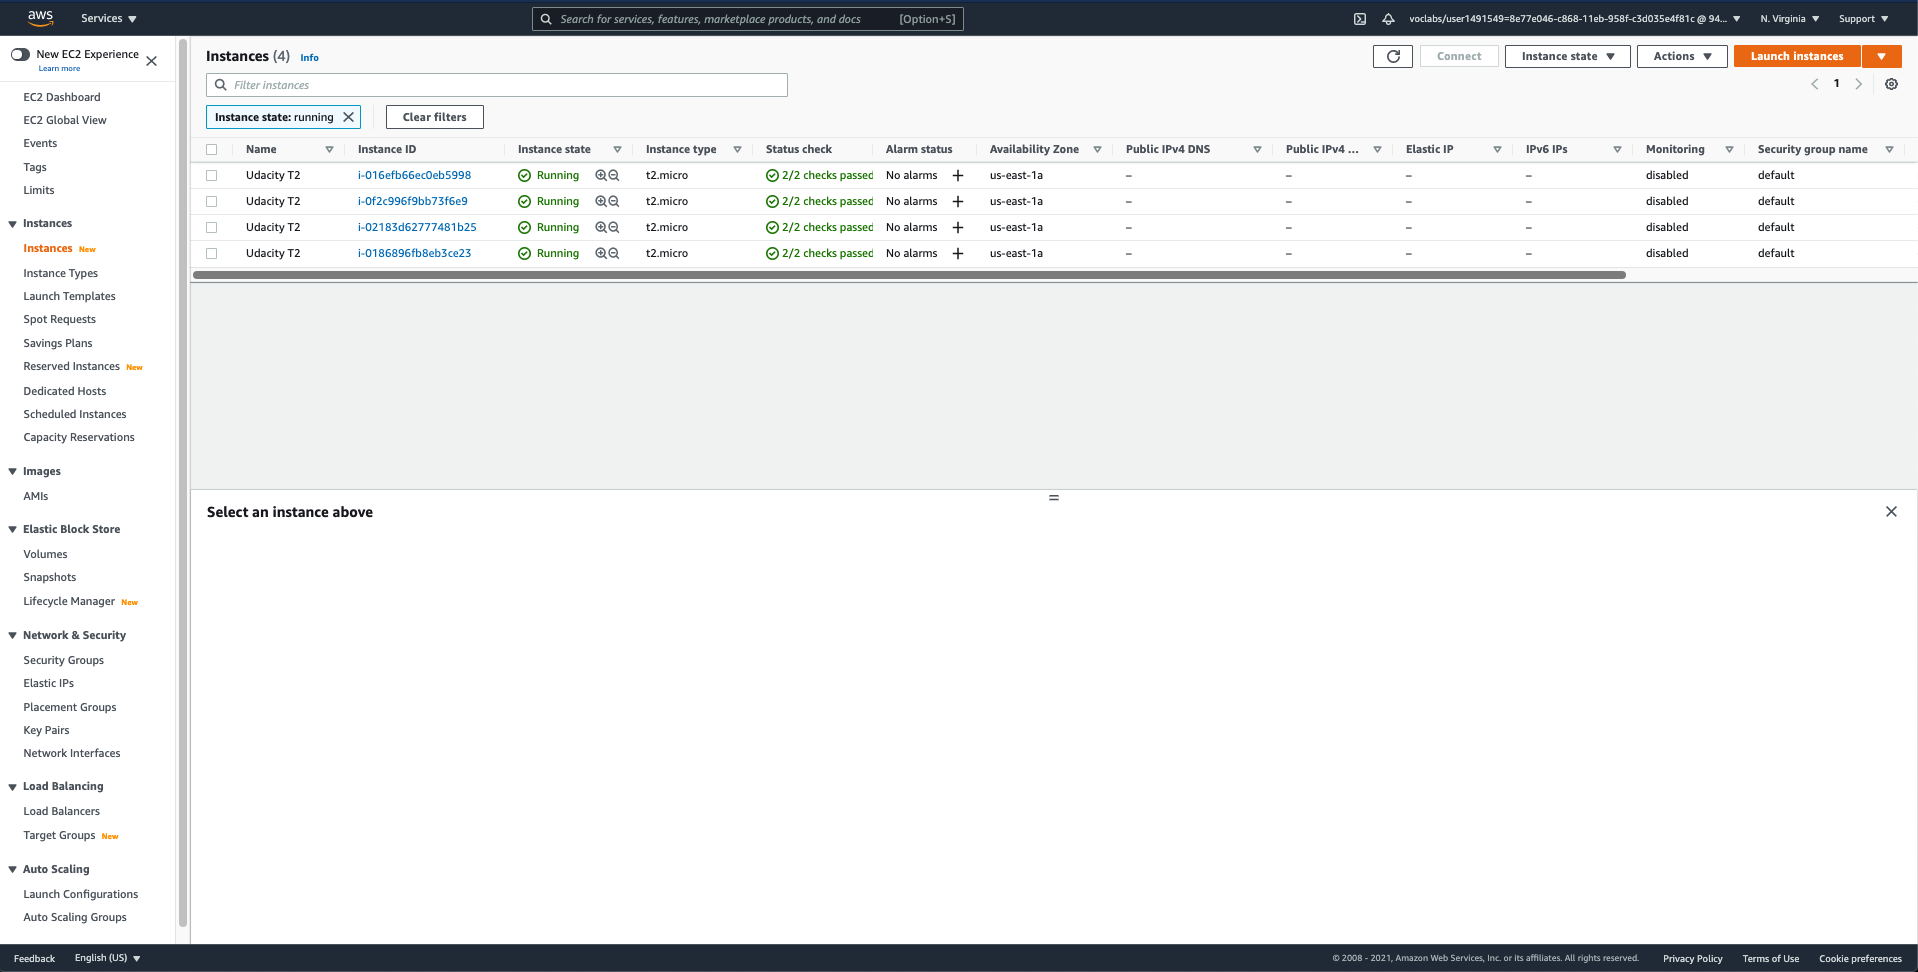 aws Services Search for services, features, marketplace products, and docs [Option+S] voclabs/user1491549=8e77e046-c868-11eb-958f-c3d035e4f81c @ 94... N. Virginia Support
New EC2 Experience
Learn more
EC2 Dashboard
EC2 Global View
Events
Tags
Limits
Instances
Instances New
Instance Types
Launch Templates
Spot Requests
Savings Plans
Reserved Instances New
Dedicated Hosts
Scheduled Instances
Capacity Reservations
Images
AMIs
Elastic Block Store
Volumes
Snapshots
Lifecycle Manager New
Network & Security
Security Groups
Elastic IPs
Placement Groups
Key Pairs
Network Interfaces
Load Balancing
Load Balancers
Target Groups New
Auto Scaling
Launch Configurations
Auto Scaling Groups
Instances (4) Info Connect Instance state Actions Launch instances
Filter instances 1
Instance state: running Clear filters
Name Instance ID Instance state Instance type Status check Alarm status Availability Zone Public IPv4 DNS Public IPv4 ... Elastic IP IPv6 IPs Monitoring Security group name
Udacity T2 i-016efb66ec0eb5998 Running t2.micro 2/2 checks passed No alarms + us-east-1a – – – – disabled default
Udacity T2 i-0f2c996f9bb73f6e9 Running t2.micro 2/2 checks passed No alarms + us-east-1a – – – – disabled default
Udacity T2 i-02183d62777481b25 Running t2.micro 2/2 checks passed No alarms + us-east-1a – – – – disabled default
Udacity T2 i-0186896fb8eb3ce23 Running t2.micro 2/2 checks passed No alarms + us-east-1a – – – – disabled default
Select an instance above
Feedback English (US) © 2008 - 2021, Amazon Web Services, Inc. or its affiliates. All rights reserved. Privacy Policy Terms of Use Cookie preferences